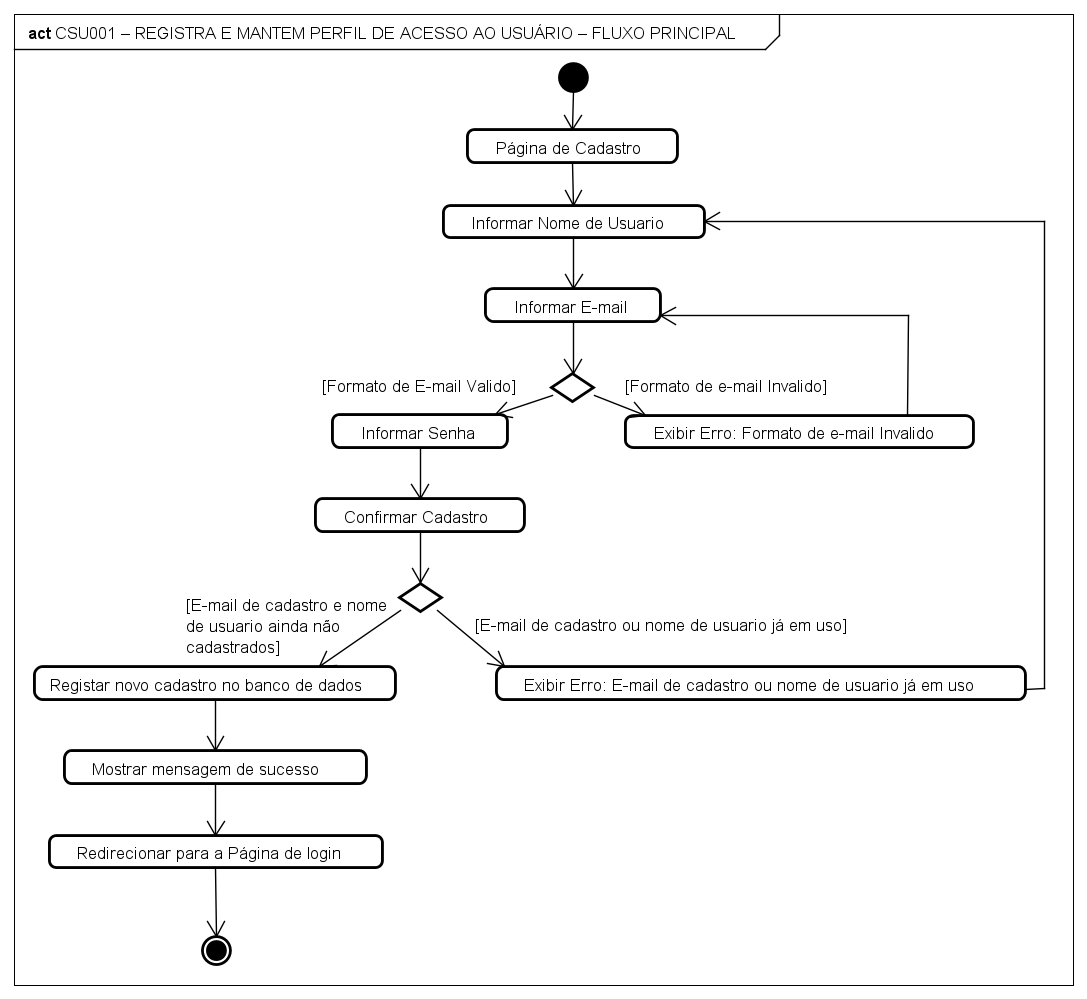 act CSU001 – REGISTRA E MANTEM PERFIL DE ACESSO AO USUÁRIO – FLUXO PRINCIPAL
Página de Cadastro
Informar Nome de Usuario
Informar E-mail
[Formato de E-mail Valido]
[Formato de e-mail Invalido]
Informar Senha
Exibir Erro: Formato de e-mail Invalido
Confirmar Cadastro
[E-mail de cadastro e nome
de usuario ainda não
cadastrados]
[E-mail de cadastro ou nome de usuario já em uso]
Registar novo cadastro no banco de dados
Exibir Erro: E-mail de cadastro ou nome de usuario já em uso
Mostrar mensagem de sucesso
Redirecionar para a Página de login